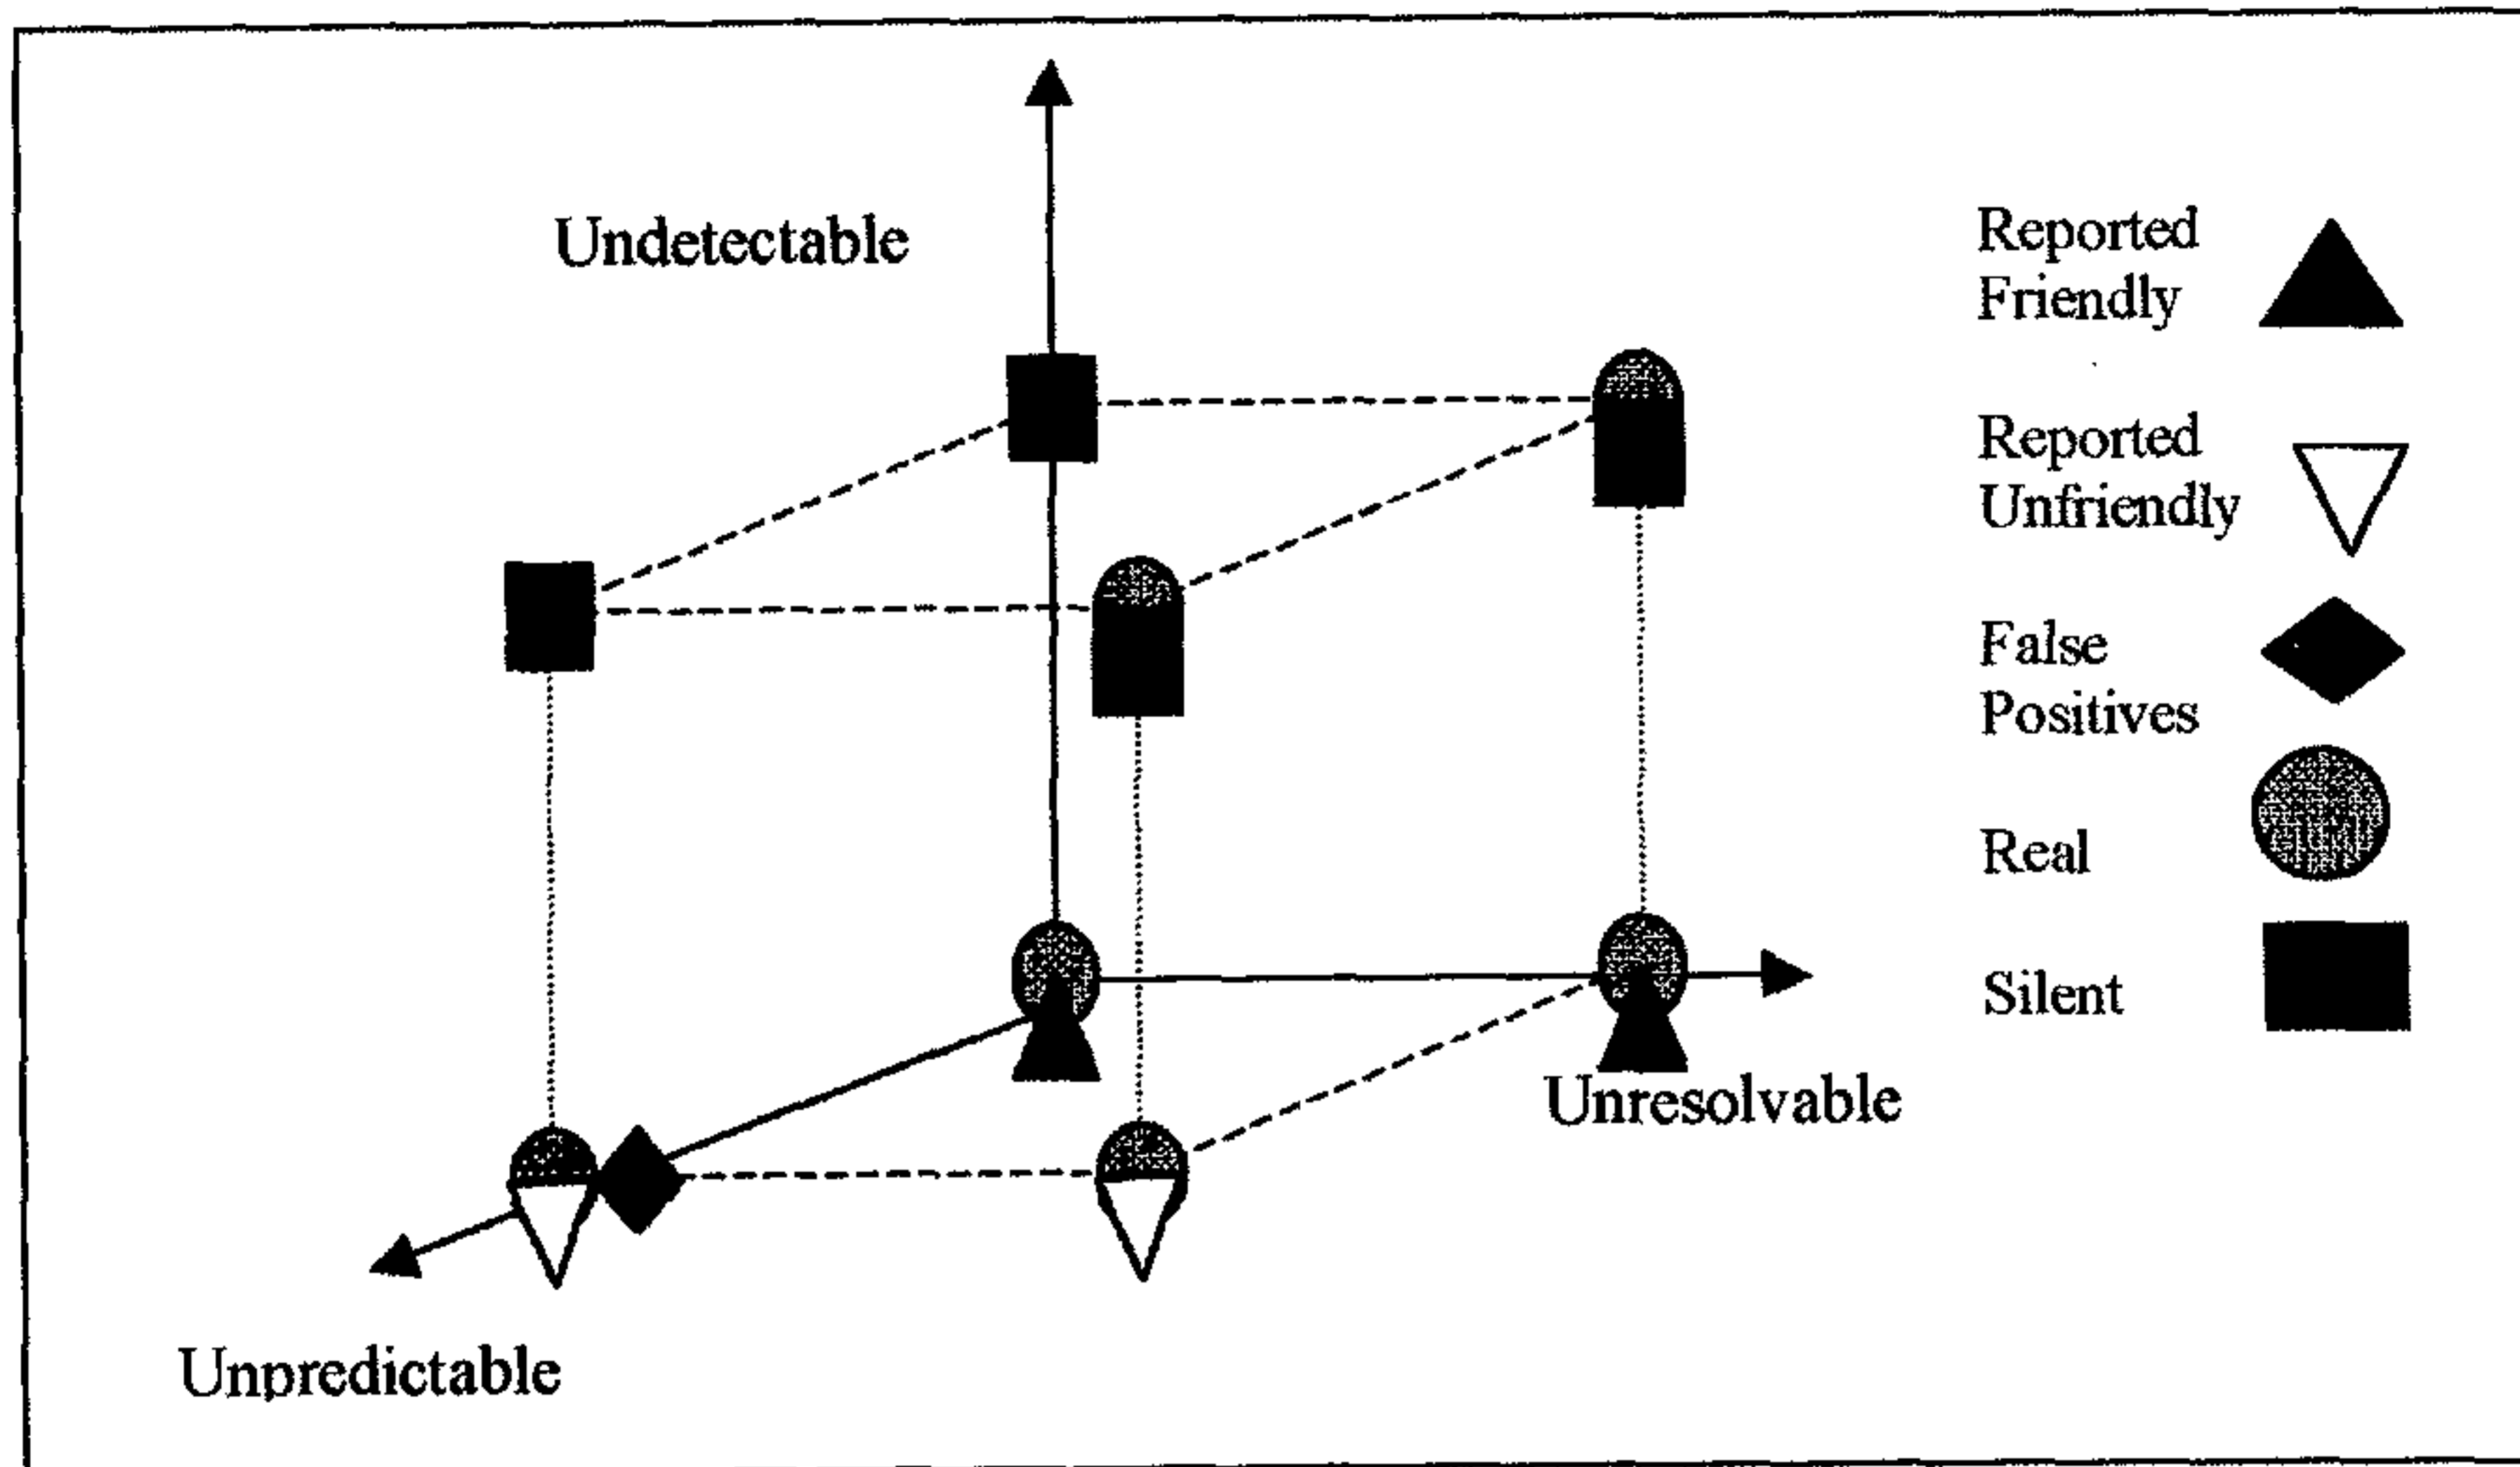 Undetectable
Reported
Friendly
Reported
Unfriendly
False
Positives
Real
Silent
Unresolvable
Unpredictable